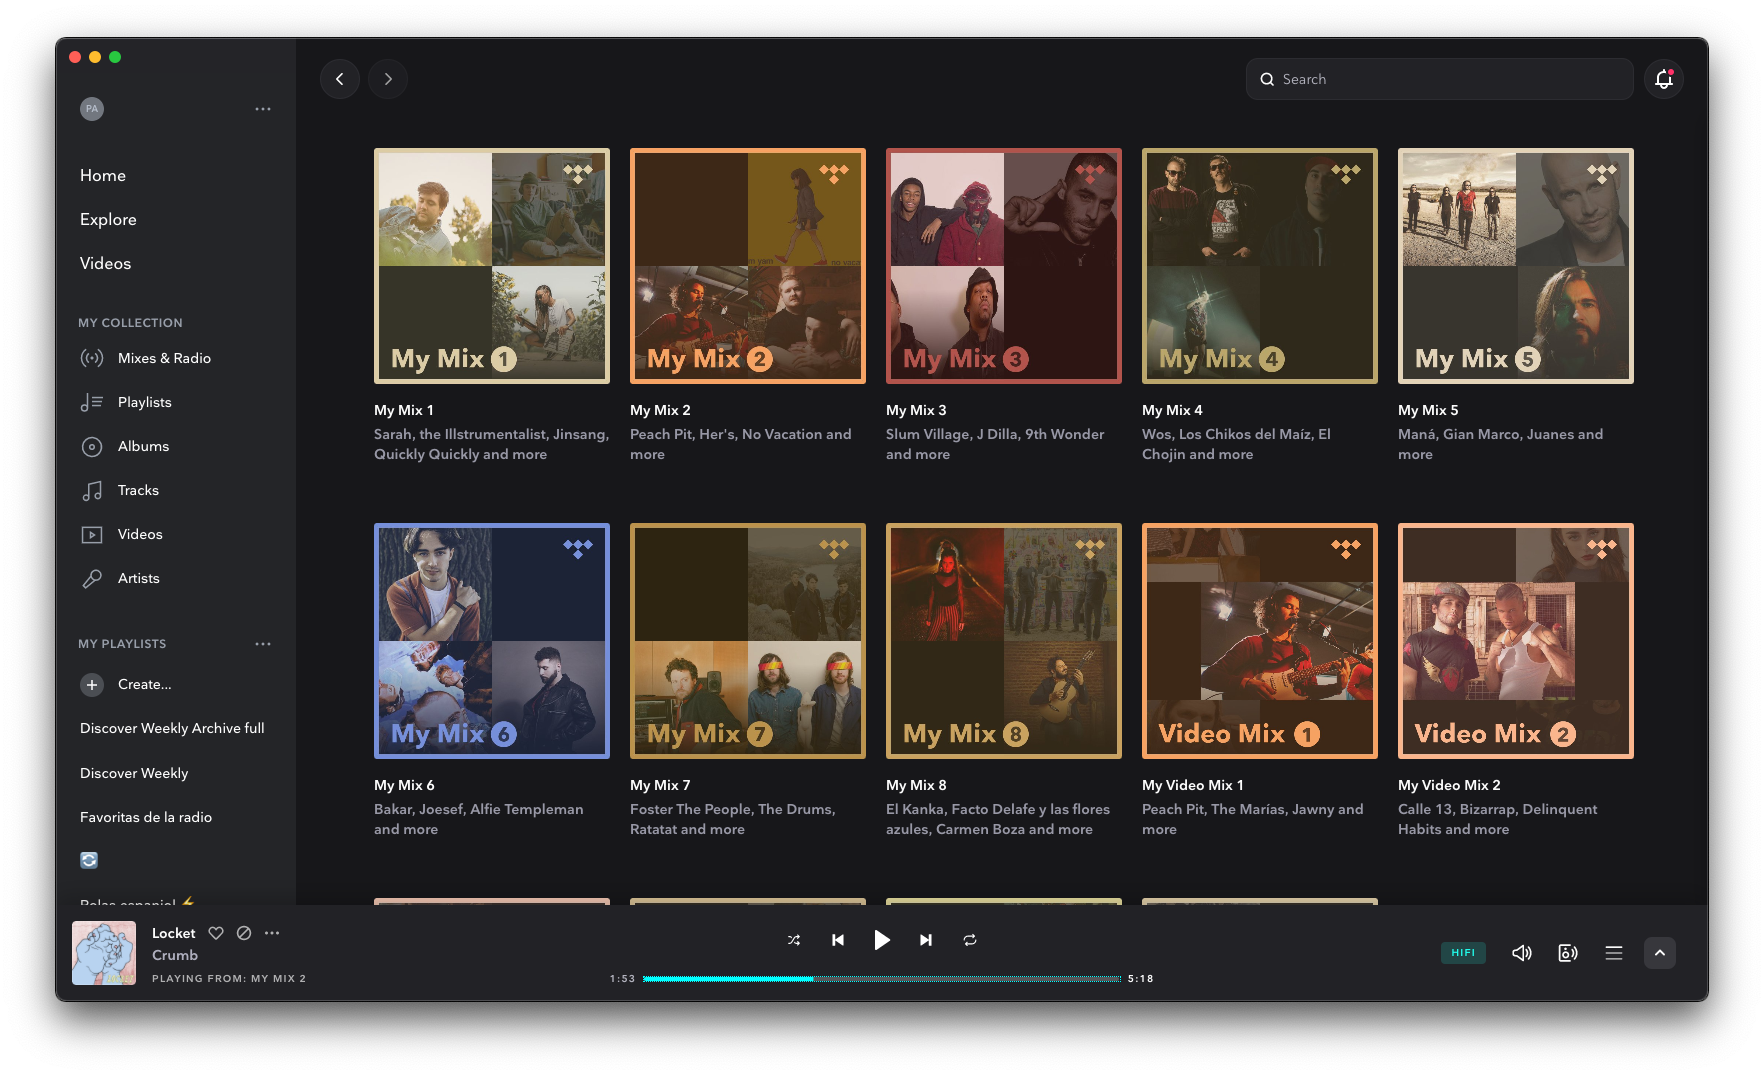 PA
Home
Explore
Videos
MY COLLECTION
Mixes & Radio
Playlists
Albums
Tracks
Videos
Artists
MY PLAYLISTS
Create...
Discover Weekly Archive full
Discover Weekly
Favoritas de la radio
Polas espaniol ⚡
Search
My Mix 1
My Mix 2
My Mix 3
My Mix 4
My Mix 5
My Mix 1
Sarah, the Illstrumentalist, Jinsang,
Quickly Quickly and more
My Mix 2
Peach Pit, Her's, No Vacation and
more
My Mix 3
Slum Village, J Dilla, 9th Wonder
and more
My Mix 4
Wos, Los Chikos del Maíz, El
Chojin and more
My Mix 5
Maná, Gian Marco, Juanes and
more
My Mix 6
My Mix 7
My Mix 8
Video Mix 1
Video Mix 2
My Mix 6
Bakar, Joesef, Alfie Templeman
and more
My Mix 7
Foster The People, The Drums,
Ratatat and more
My Mix 8
El Kanka, Facto Delafe y las flores
azules, Carmen Boza and more
My Video Mix 1
Peach Pit, The Marías, Jawny and
more
My Video Mix 2
Calle 13, Bizarrap, Delinquent
Habits and more
Locket
Crumb
PLAYING FROM: MY MIX 2
1:53
5:18
HIFI